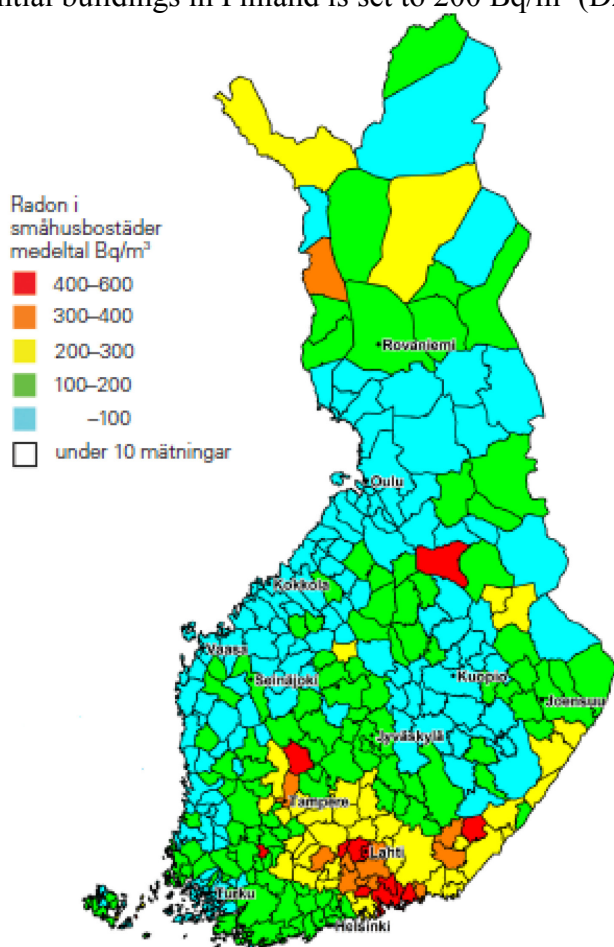 ntial buildings in Finland is set to 200 Bq/m
Radon i
småhusbostäder
medeltal Bq/m³
400–600
300–400
200–300
100–200
–100
under 10 mätningar
Rovaniemi
Oulu
Kokkola
Vaasa
Seinäjoki
Kuopio
Joensuu
Jyväskylä
Tampere
Lahti
Turku
Helsinki